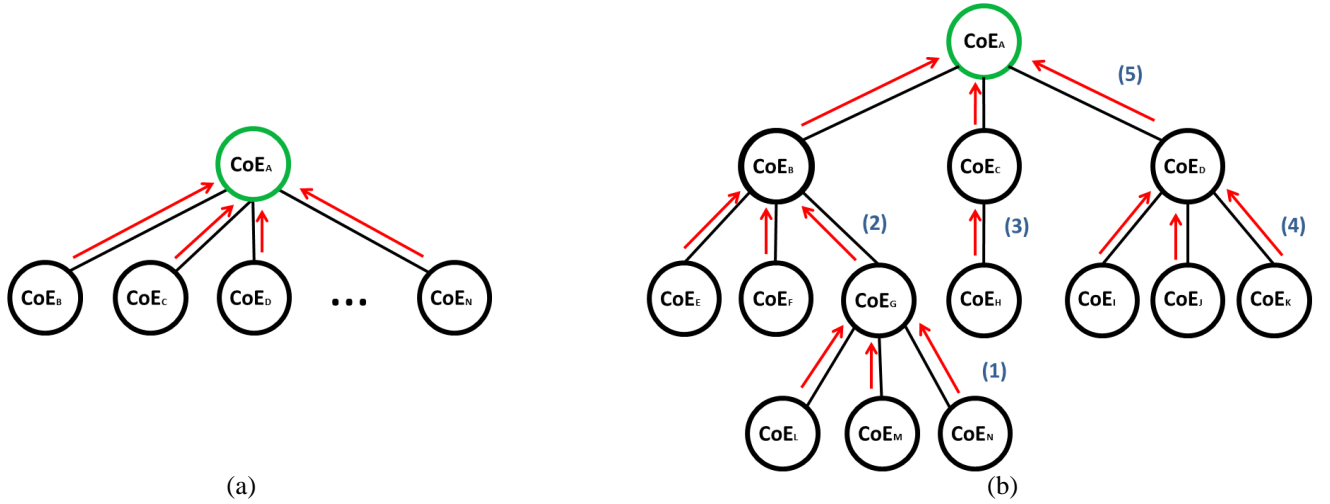 CoEA
CoEB
CoEC
CoED
...
CoEN
(a)
CoEA
(5)
CoEB
CoEC
CoED
(2)
(3)
(4)
CoEE
CoEF
CoEG
CoEH
CoEI
CoEJ
CoEK
(1)
CoEL
CoEM
CoEN
(b)